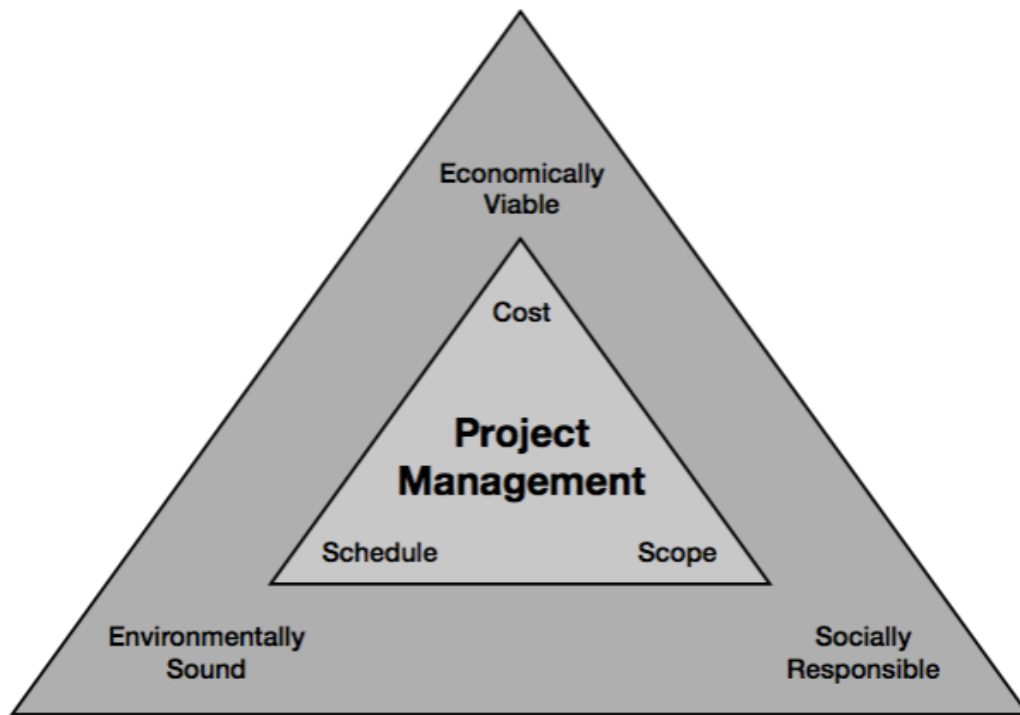 Economically
Viable
Cost
Project
Management
Schedule
Scope
Environmentally
Sound
Socially
Responsible